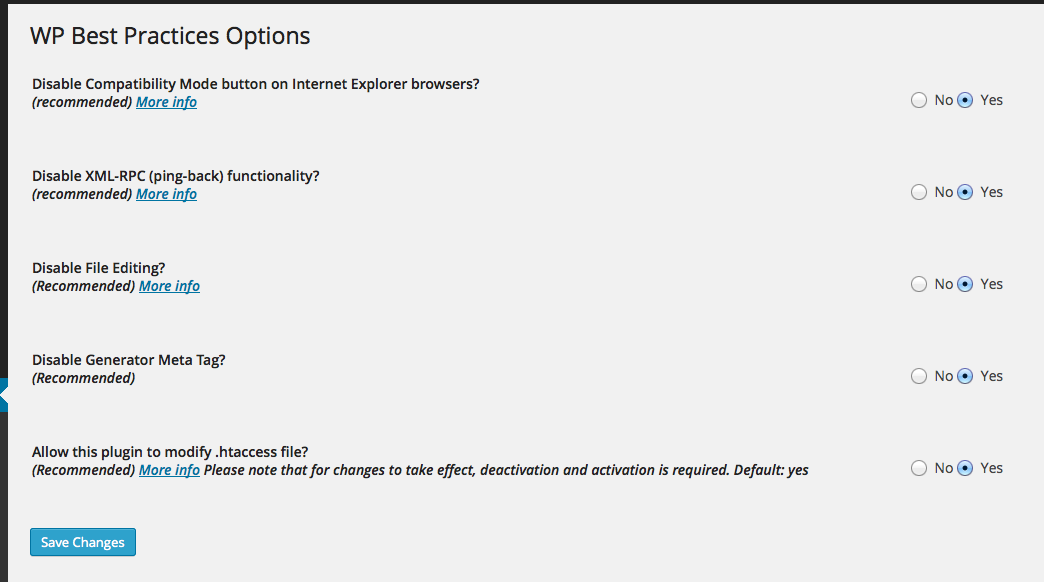 WP Best Practices Options
Disable Compatibility Mode button on Internet Explorer browsers?
(recommended) More info
No Yes
Disable XML-RPC (ping-back) functionality?
(recommended) More info
No Yes
Disable File Editing?
(Recommended) More info
No Yes
Disable Generator Meta Tag?
(Recommended)
No Yes
Allow this plugin to modify .htaccess file?
(Recommended) More info Please note that for changes to take effect, deactivation and activation is required. Default: yes
No Yes
Save Changes